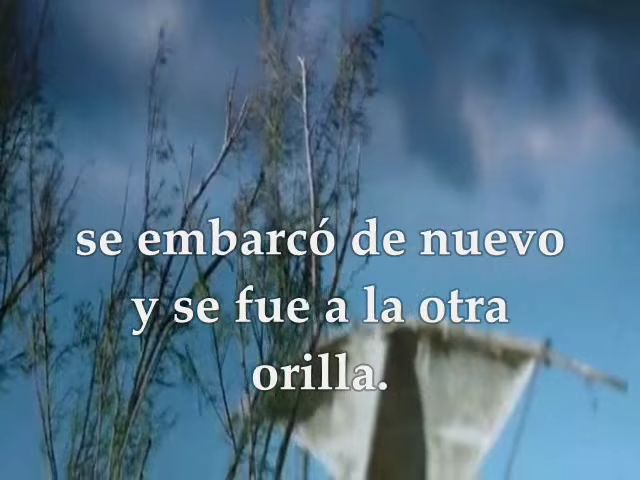 se embarcó de nuevo
y se fue a la otra
orilla.